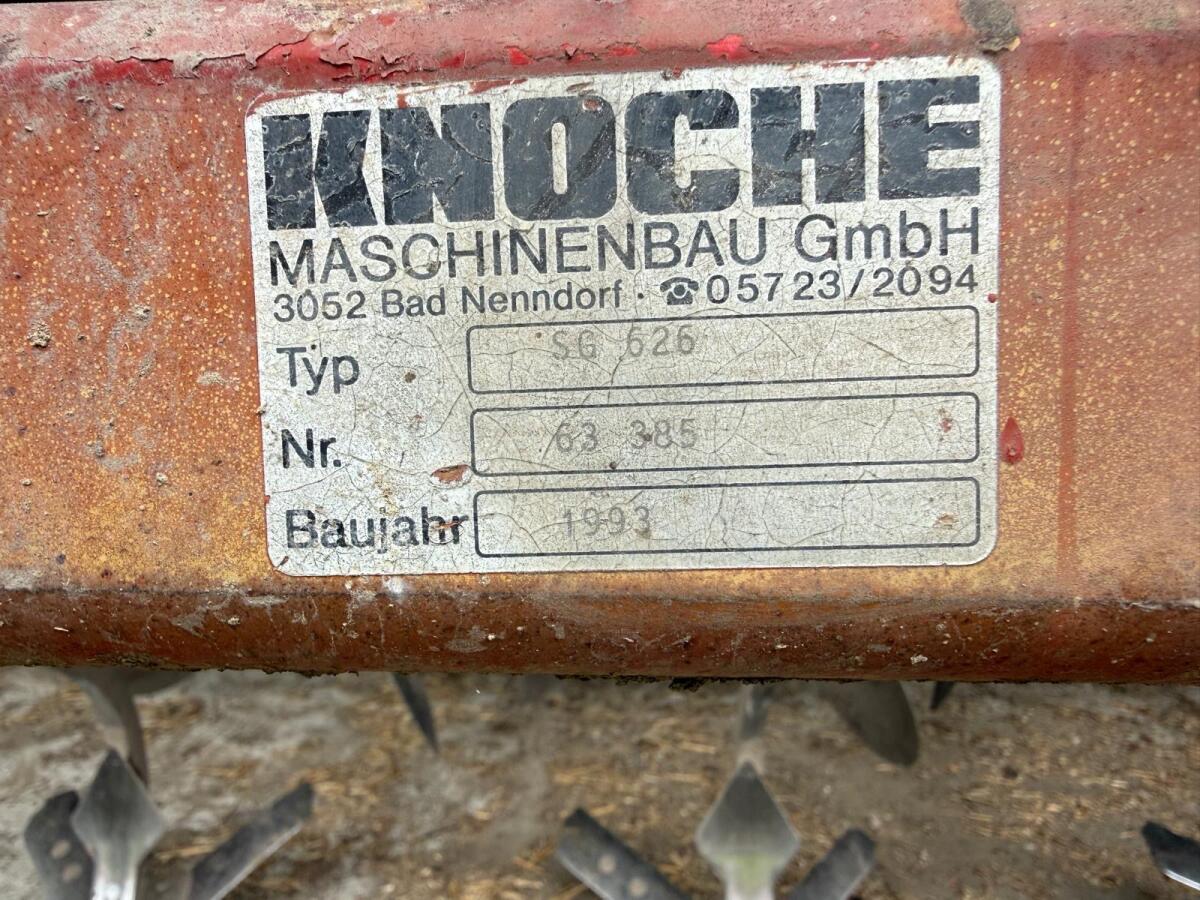 KNOCHE
MASCHINENBAU GmbH
3052 Bad Nenndorf · ☎05723/2094
Typ SG 626
Nr. 63 385
Baujahr 1993